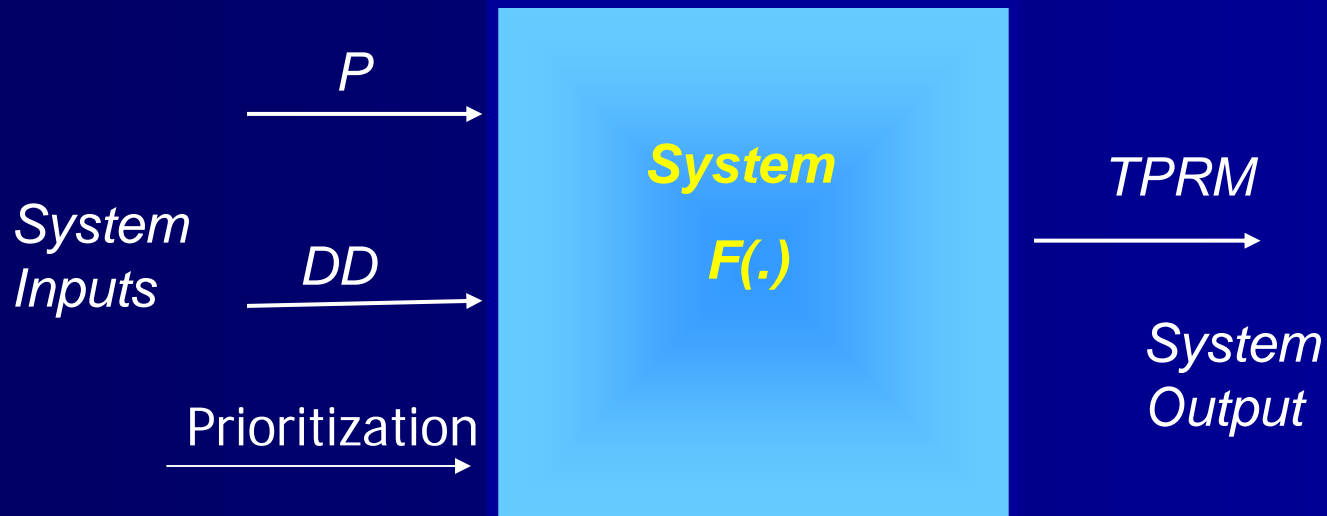 P
System
Inputs
DD
Prioritization
System
F(.)
TPRM
System
Output